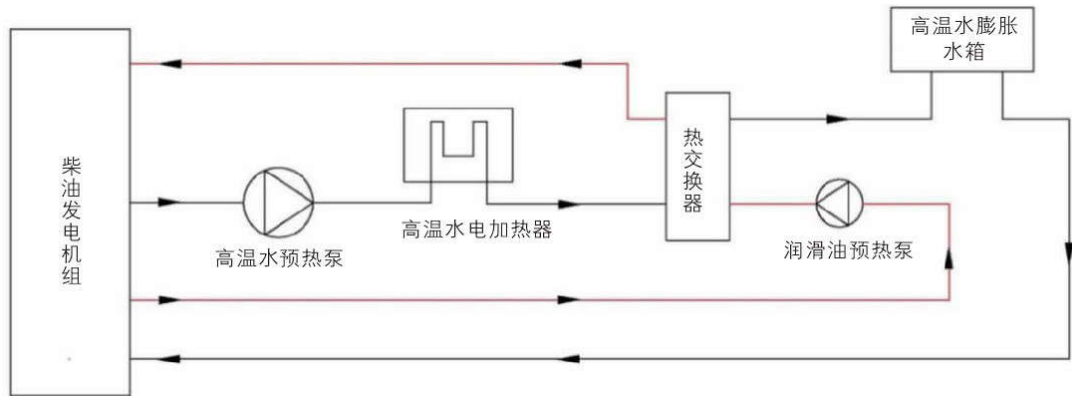 高温水膨胀
水箱
柴油发电机组
热交换器
高温水电加热器
高温水预热泵
润滑油预热泵